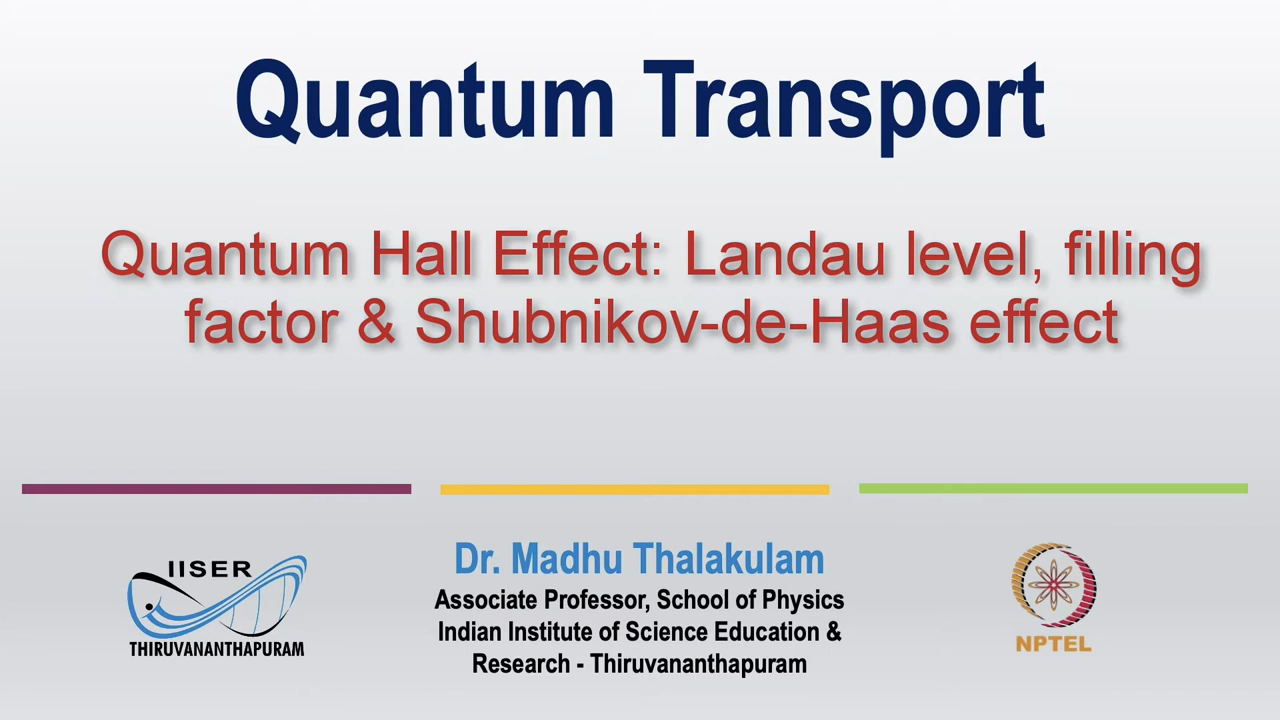 Quantum Transport
Quantum Hall Effect: Landau level, filling
factor & Shubnikov-de-Haas effect
IISER
THIRUVANANTHAPURAM
Dr. Madhu Thalakulam
Associate Professor, School of Physics
Indian Institute of Science Education &
Research - Thiruvananthapuram
NPTEL